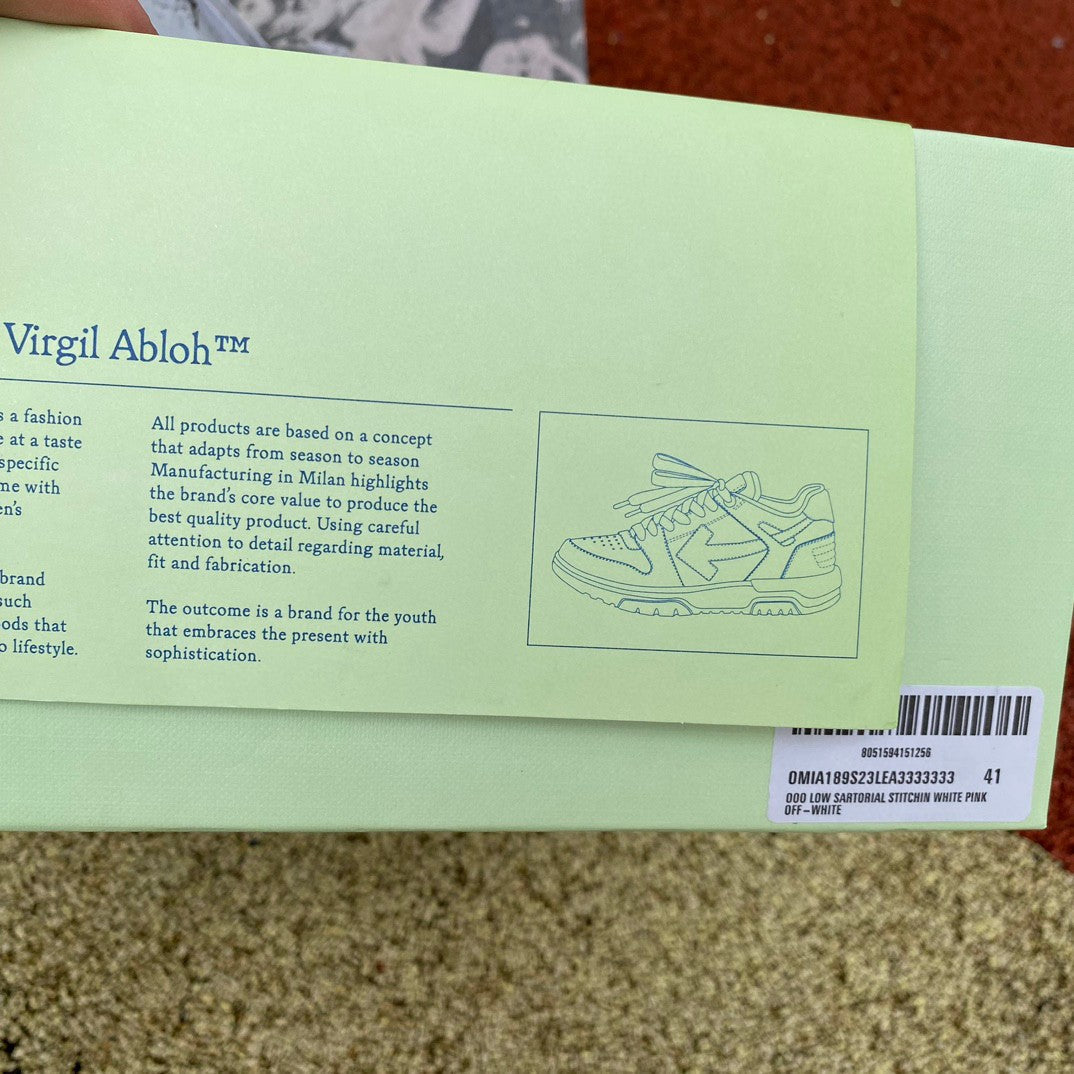 Virgil Abloh™
s a fashion
e at a taste
specific
me with
en's
brand
such
ods that
o lifestyle.
All products are based on a concept
that adapts from season to season
Manufacturing in Milan highlights
the brand's core value to produce the
best quality product. Using careful
attention to detail regarding material,
fit and fabrication.
The outcome is a brand for the youth
that embraces the present with
sophistication.
8051594151256
OMIA189S23LEA3333333 41
OOO LOW SARTORIAL STITCHIN WHITE PINK
OFF-WHITE